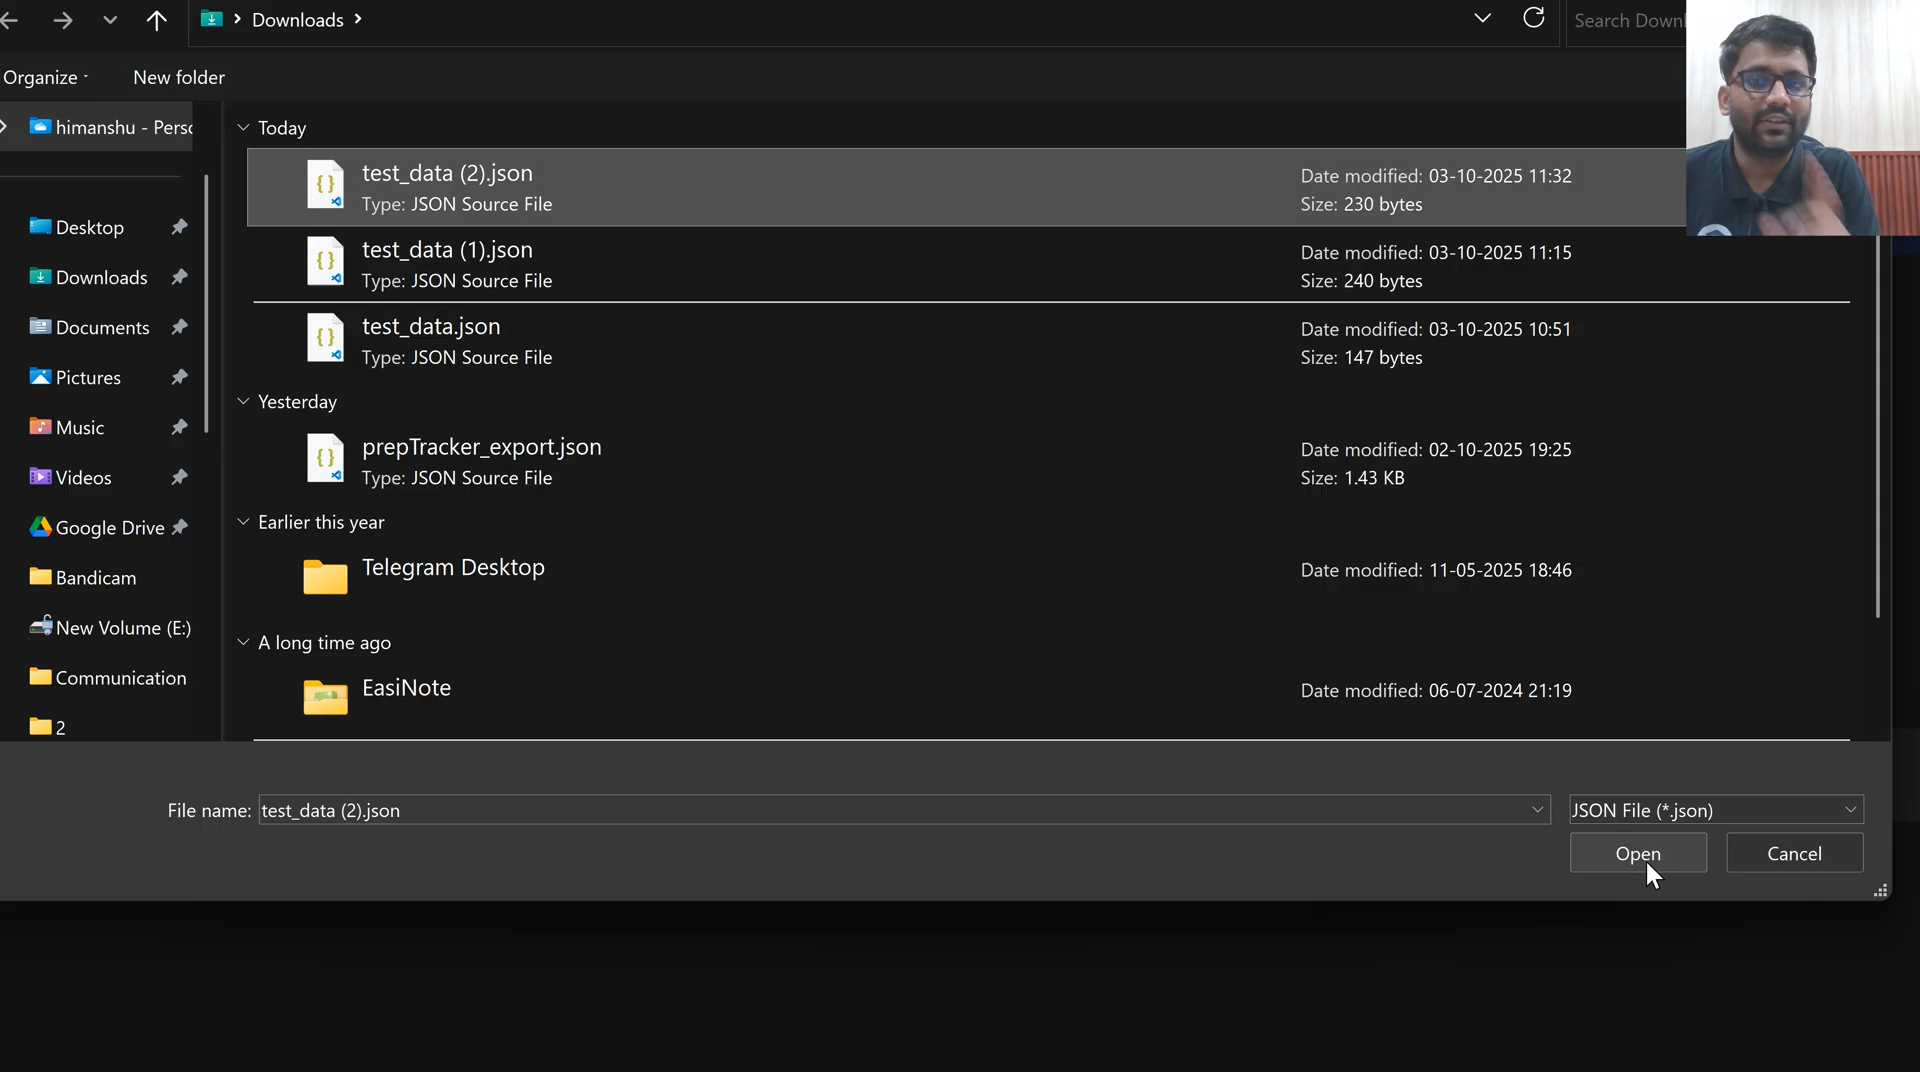 Downloads
Search Downl
Organize
New folder
himanshu - Perso
Desktop
Downloads
Documents
Pictures
Music
Videos
Google Drive
Bandicam
New Volume (E:)
Communication
2
Today
test_data (2).json
Type: JSON Source File
Date modified: 03-10-2025 11:32
Size: 230 bytes
test_data (1).json
Type: JSON Source File
Date modified: 03-10-2025 11:15
Size: 240 bytes
test_data.json
Type: JSON Source File
Date modified: 03-10-2025 10:51
Size: 147 bytes
Yesterday
prepTracker_export.json
Type: JSON Source File
Date modified: 02-10-2025 19:25
Size: 1.43 KB
Earlier this year
Telegram Desktop
Date modified: 11-05-2025 18:46
A long time ago
EasiNote
Date modified: 06-07-2024 21:19
File name: test_data (2).json
JSON File (*.json)
Open
Cancel